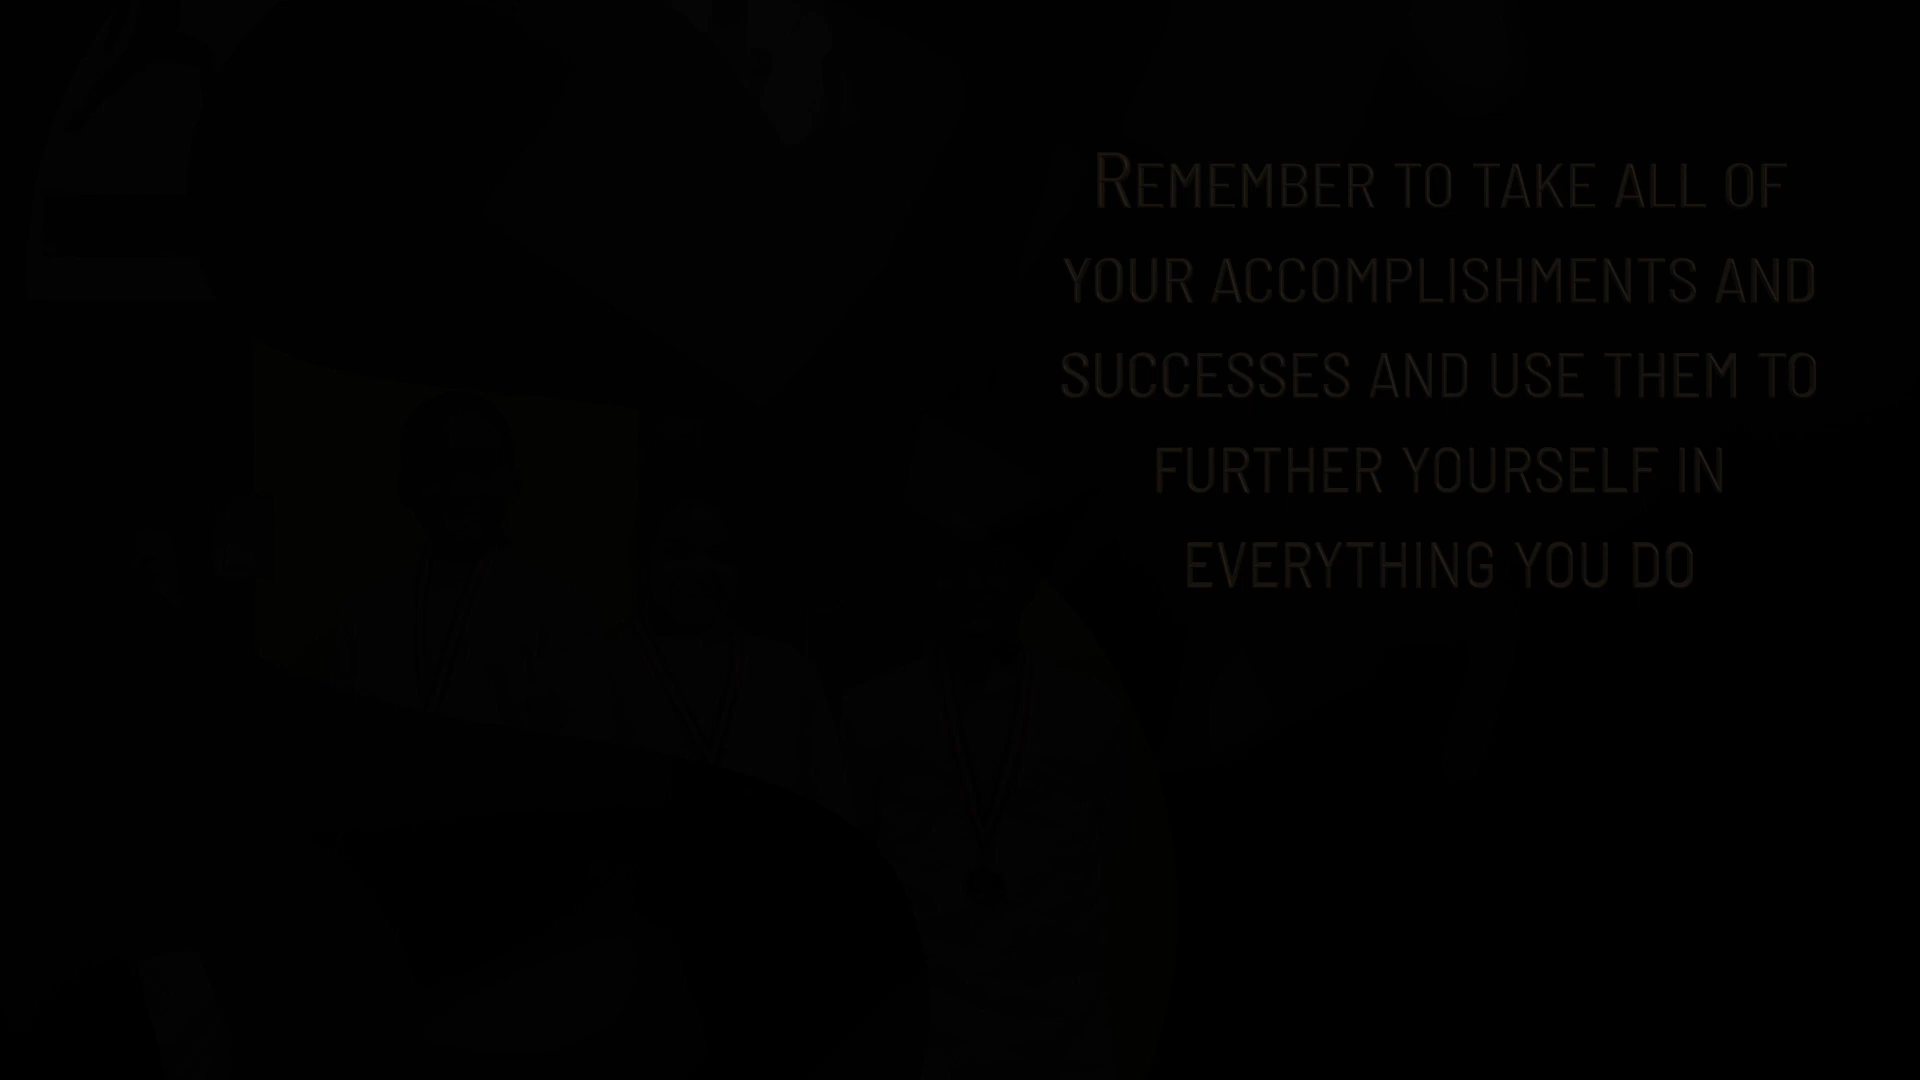 Remember to take all of
your accomplishments and
successes and use them to
further yourself in
everything you do